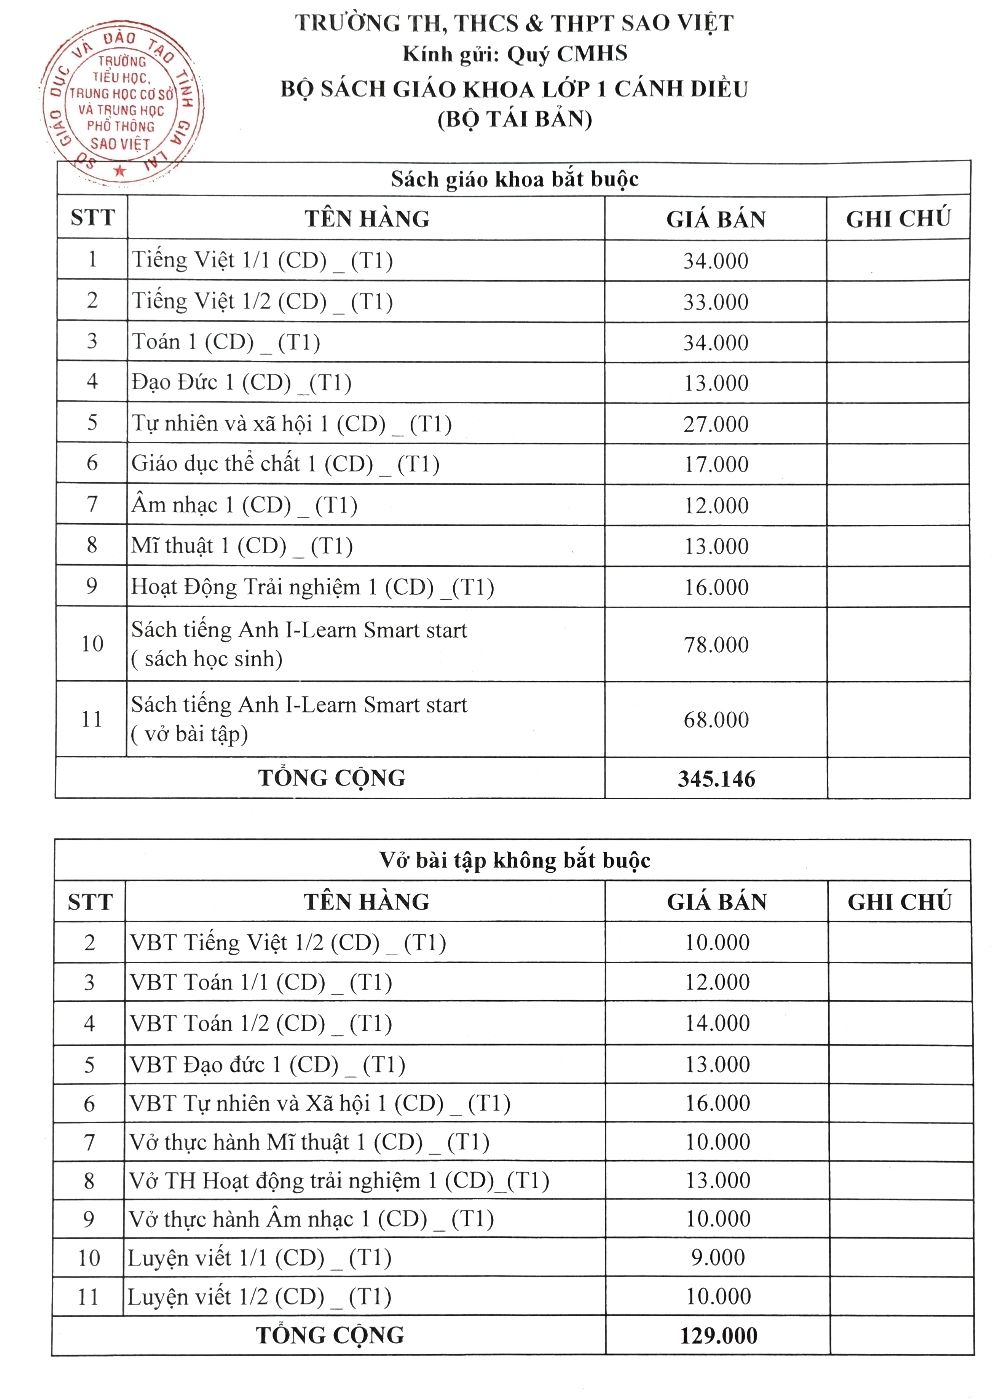 TRƯỜNG TH, THCS & THPT SAO VIỆT
Kính gửi: Quý CMHS
BỘ SÁCH GIÁO KHOA LỚP 1 CÁNH DIỀU
(BỘ TÁI BẢN)
SỞ GIÁO DỤC VÀ ĐÀO TẠO TỈNH GIA LAI
TRƯỜNG
TIỂU HỌC,
TRUNG HỌC CƠ SỞ
VÀ TRUNG HỌC
PHỔ THÔNG
SAO VIỆT
Sách giáo khoa bắt buộc
STT TÊN HÀNG GIÁ BÁN GHI CHÚ
1 Tiếng Việt 1/1 (CD) _ (T1) 34.000
2 Tiếng Việt 1/2 (CD) _ (T1) 33.000
3 Toán 1 (CD) _ (T1) 34.000
4 Đạo Đức 1 (CD) _(T1) 13.000
5 Tự nhiên và xã hội 1 (CD) _ (T1) 27.000
6 Giáo dục thể chất 1 (CD) _ (T1) 17.000
7 Âm nhạc 1 (CD) _ (T1) 12.000
8 Mĩ thuật 1 (CD) _ (T1) 13.000
9 Hoạt Động Trải nghiệm 1 (CD) _(T1) 16.000
10 Sách tiếng Anh I-Learn Smart start
( sách học sinh) 78.000
11 Sách tiếng Anh I-Learn Smart start
( vở bài tập) 68.000
TỔNG CỘNG 345.146
Vở bài tập không bắt buộc
STT TÊN HÀNG GIÁ BÁN GHI CHÚ
2 VBT Tiếng Việt 1/2 (CD) _ (T1) 10.000
3 VBT Toán 1/1 (CD) _ (T1) 12.000
4 VBT Toán 1/2 (CD) _ (T1) 14.000
5 VBT Đạo đức 1 (CD) _ (T1) 13.000
6 VBT Tự nhiên và Xã hội 1 (CD) _ (T1) 16.000
7 Vở thực hành Mĩ thuật 1 (CD) _ (T1) 10.000
8 Vở TH Hoạt động trải nghiệm 1 (CD)_(T1) 13.000
9 Vở thực hành Âm nhạc 1 (CD) _ (T1) 10.000
10 Luyện viết 1/1 (CD) _ (T1) 9.000
11 Luyện viết 1/2 (CD) _ (T1) 10.000
TỔNG CỘNG 129.000